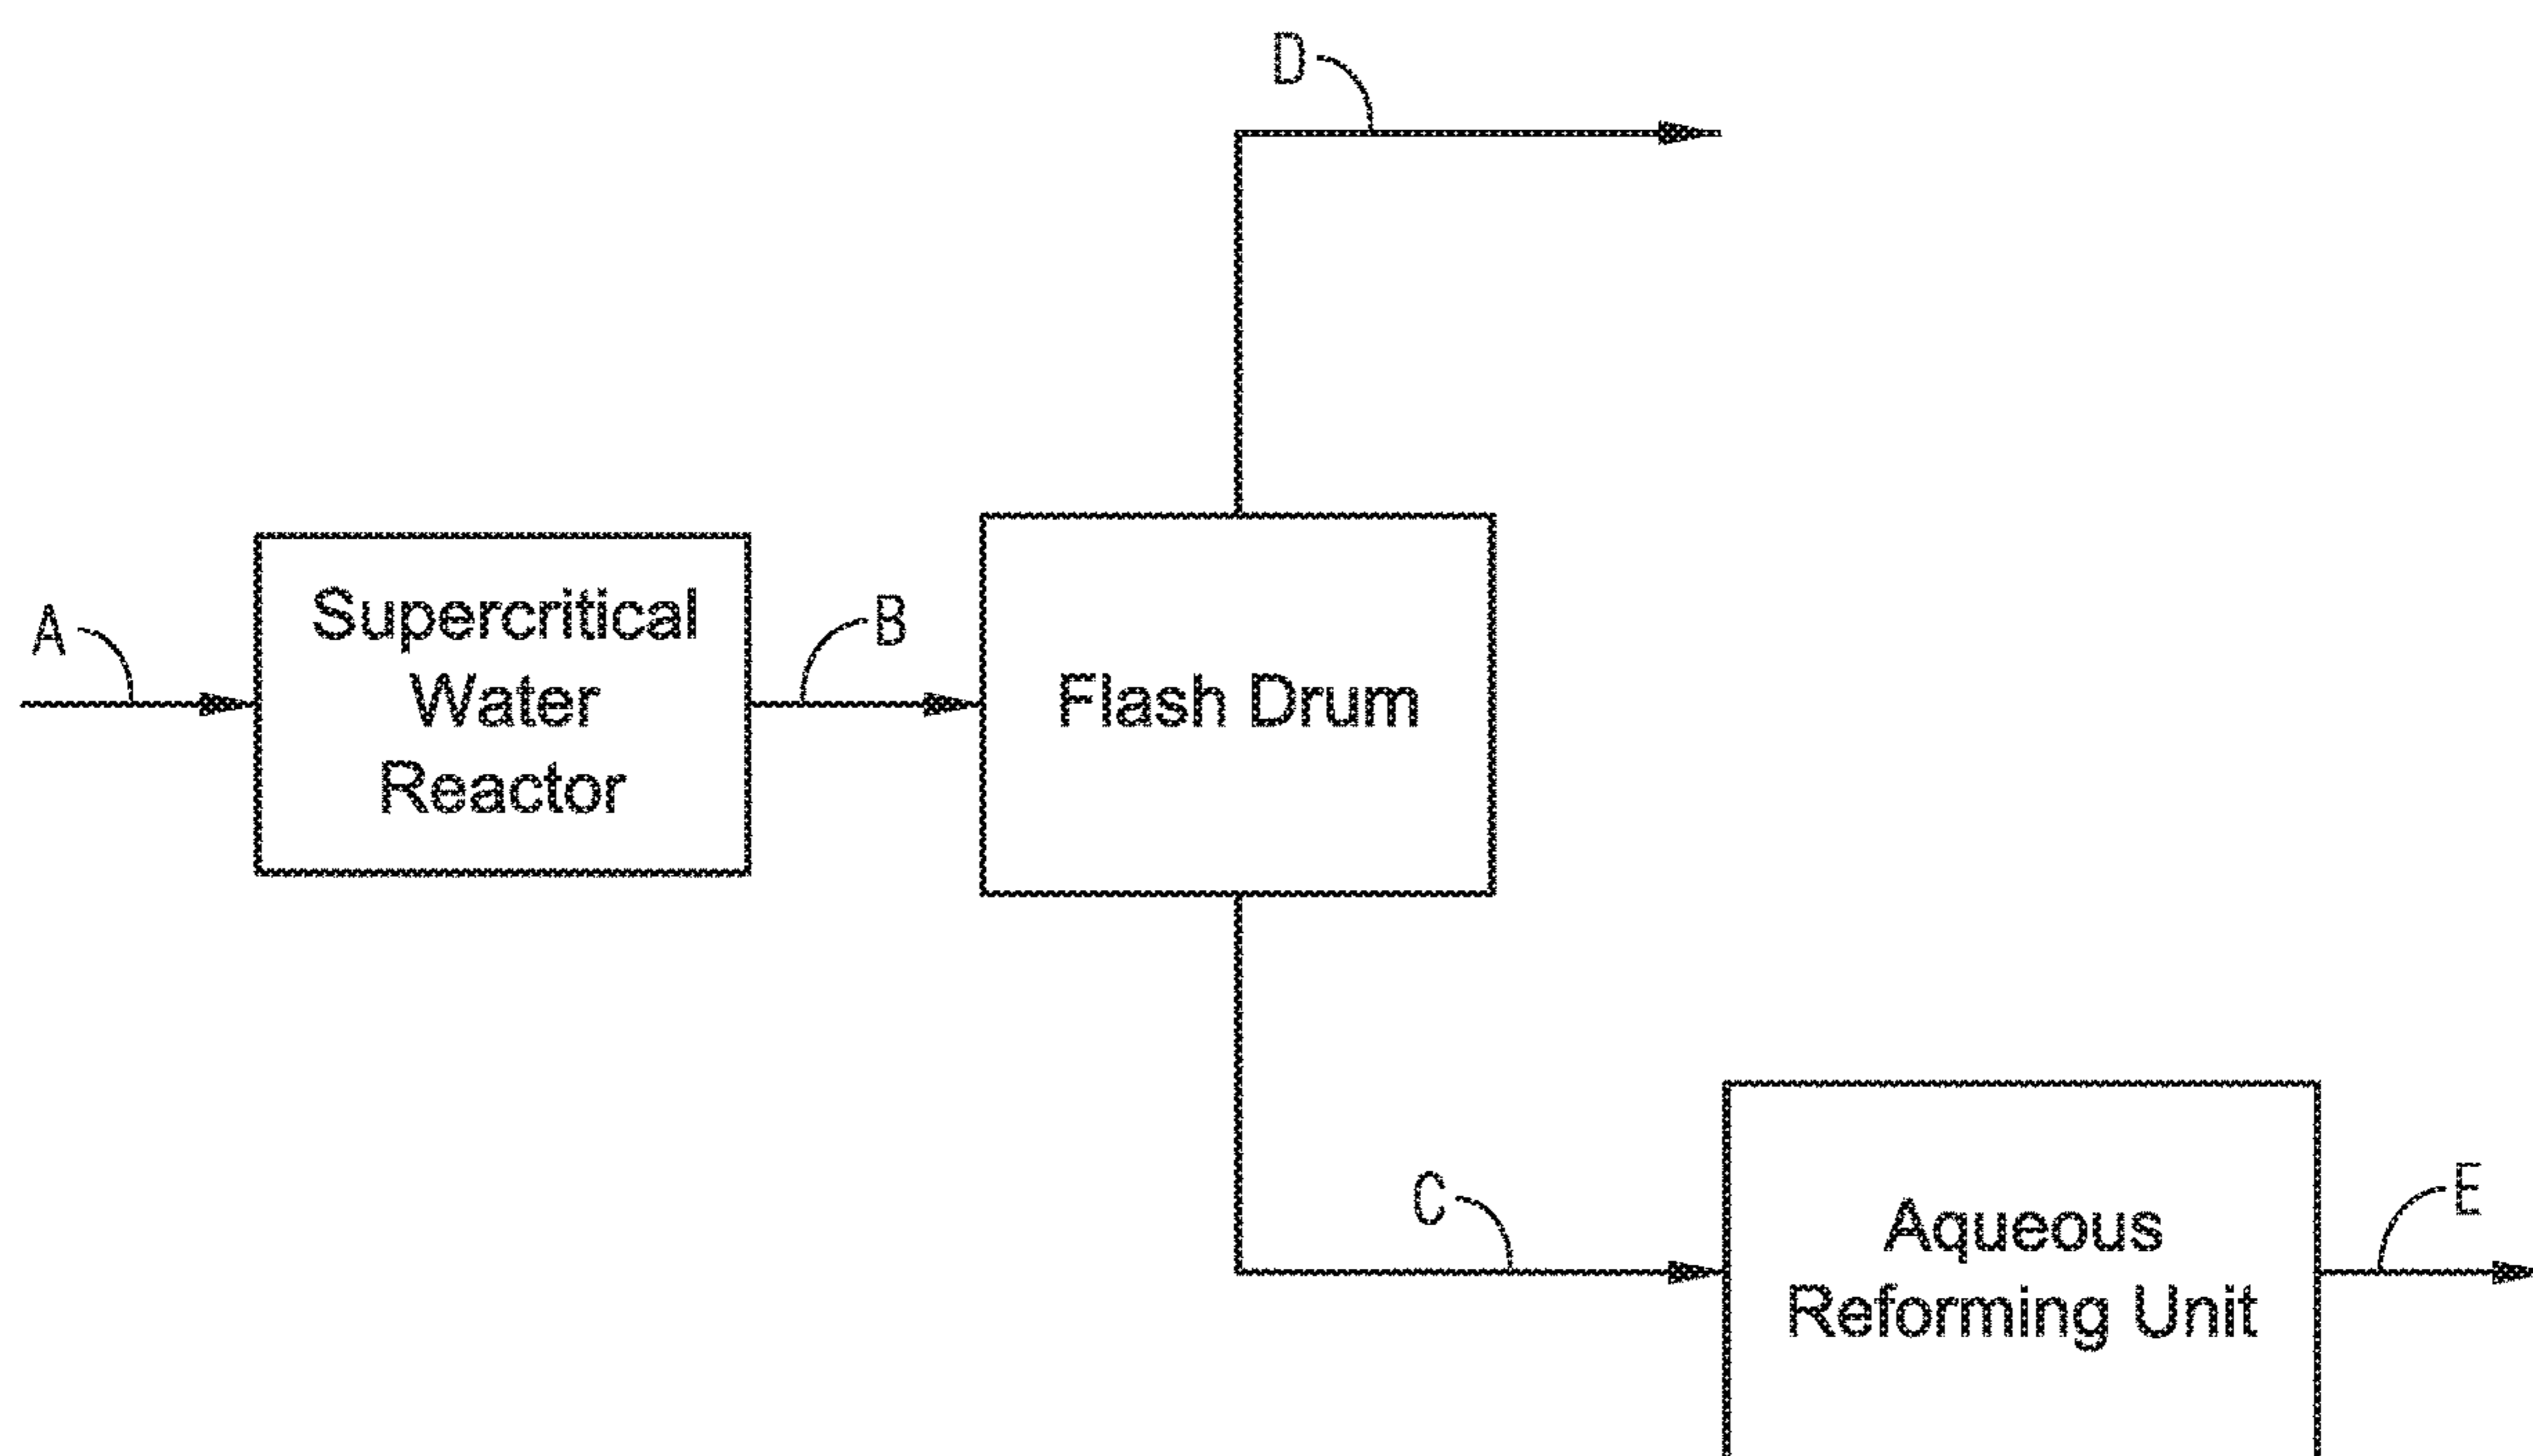 D
A
Supercritical
Water
Reactor
B
Flash Drum
C
Aqueous
Reforming Unit
E